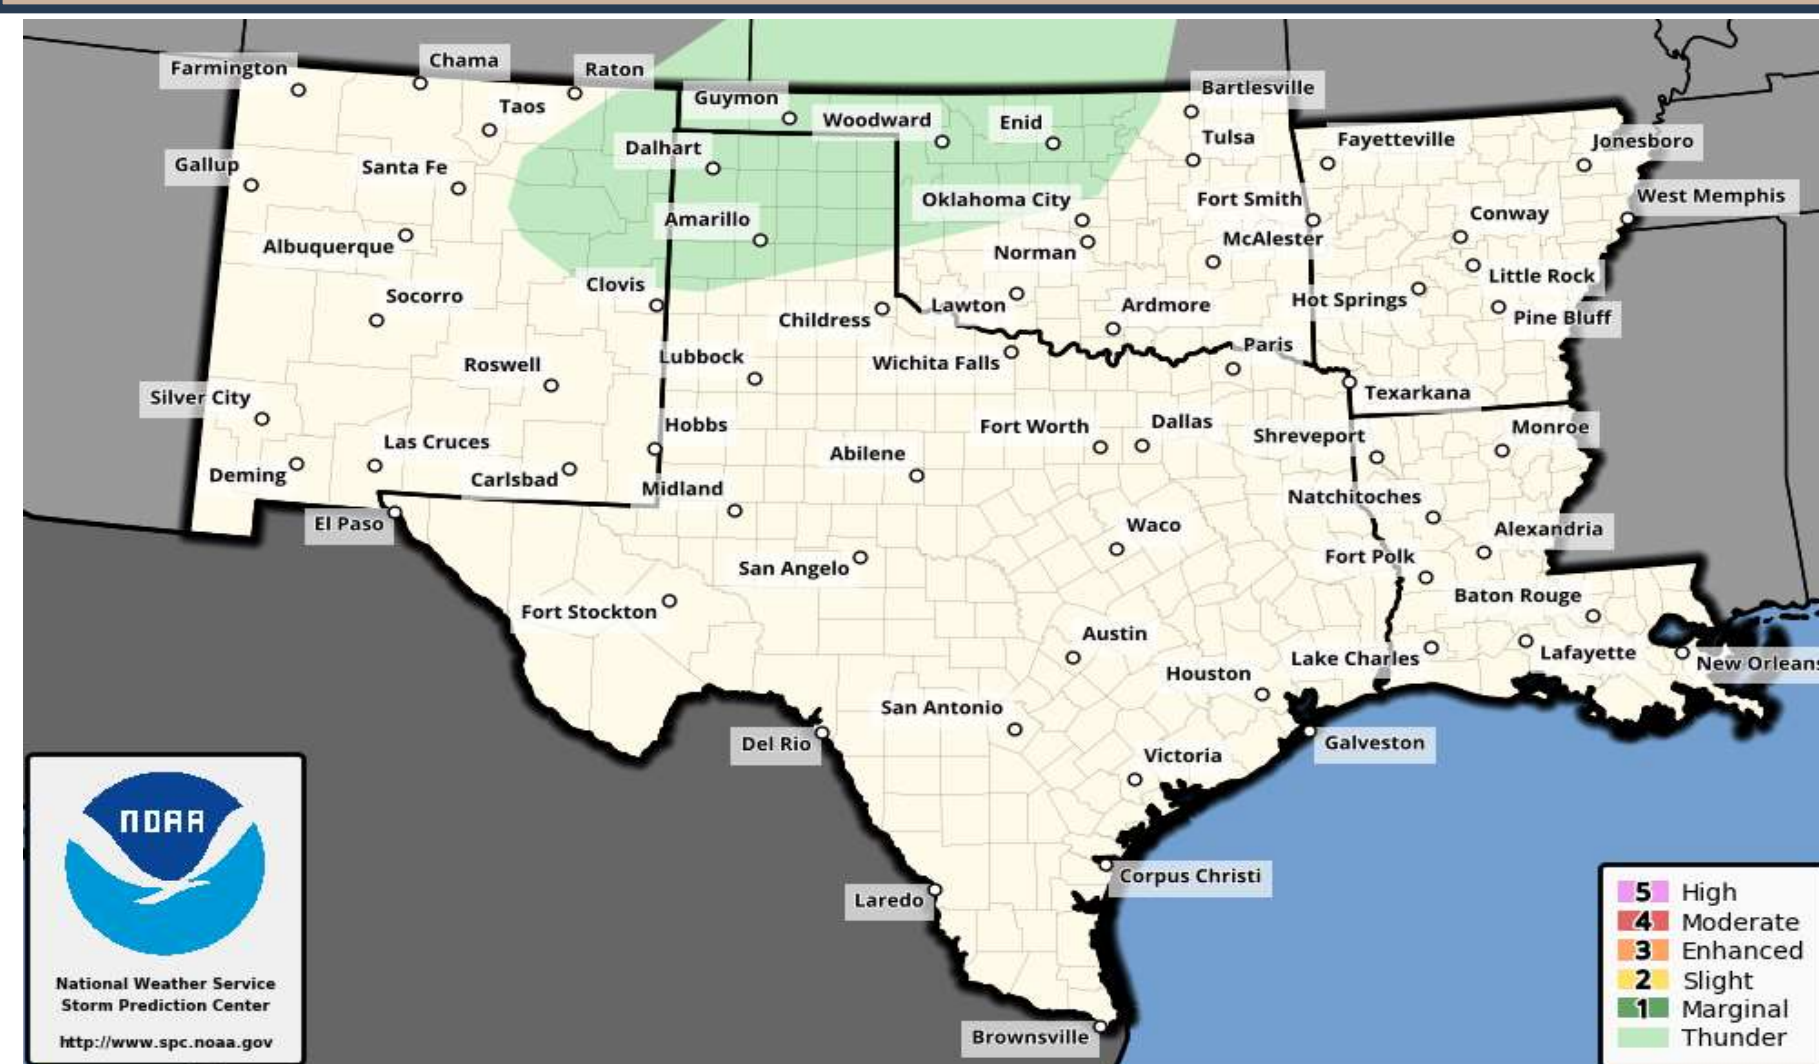 Farmington
Chama
Raton
Taos
Guymon
Bartlesville
Woodward
Enid
Tulsa
Fayetteville
Jonesboro
Gallup
Santa Fe
Dalhart
Oklahoma City
Fort Smith
West Memphis
Conway
Amarillo
Albuquerque
Norman
McAlester
Little Rock
Socorro
Clovis
Childress
Lawton
Ardmore
Hot Springs
Pine Bluff
Roswell
Lubbock
Wichita Falls
Paris
Texarkana
Silver City
Las Cruces
Hobbs
Fort Worth
Dallas
Shreveport
Monroe
Deming
Carlsbad
Midland
Abilene
Natchitoches
El Paso
Waco
Alexandria
San Angelo
Fort Polk
Fort Stockton
Baton Rouge
Austin
Lake Charles
Lafayette
New Orleans
Houston
San Antonio
Del Rio
Galveston
Victoria
Corpus Christi
Laredo
Brownsville
NOAA
National Weather Service
Storm Prediction Center
http://www.spc.noaa.gov
5 High
4 Moderate
3 Enhanced
2 Slight
1 Marginal
Thunder